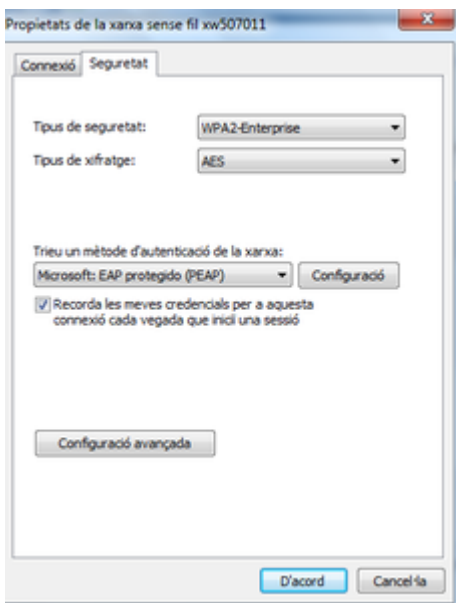 Propietats de la xarxa sense fil xw507011
Connexió Seguretat
Tipus de seguretat: WPA2-Enterprise
Tipus de xifratge: AES
Trieu un mètode d'autenticació de la xarxa:
Microsoft: EAP protegido (PEAP) Configuració
Recorda les meves credencials per a aquesta
connexió cada vegada que inicii una sessió
Configuració avançada
D'acord Cancel·la